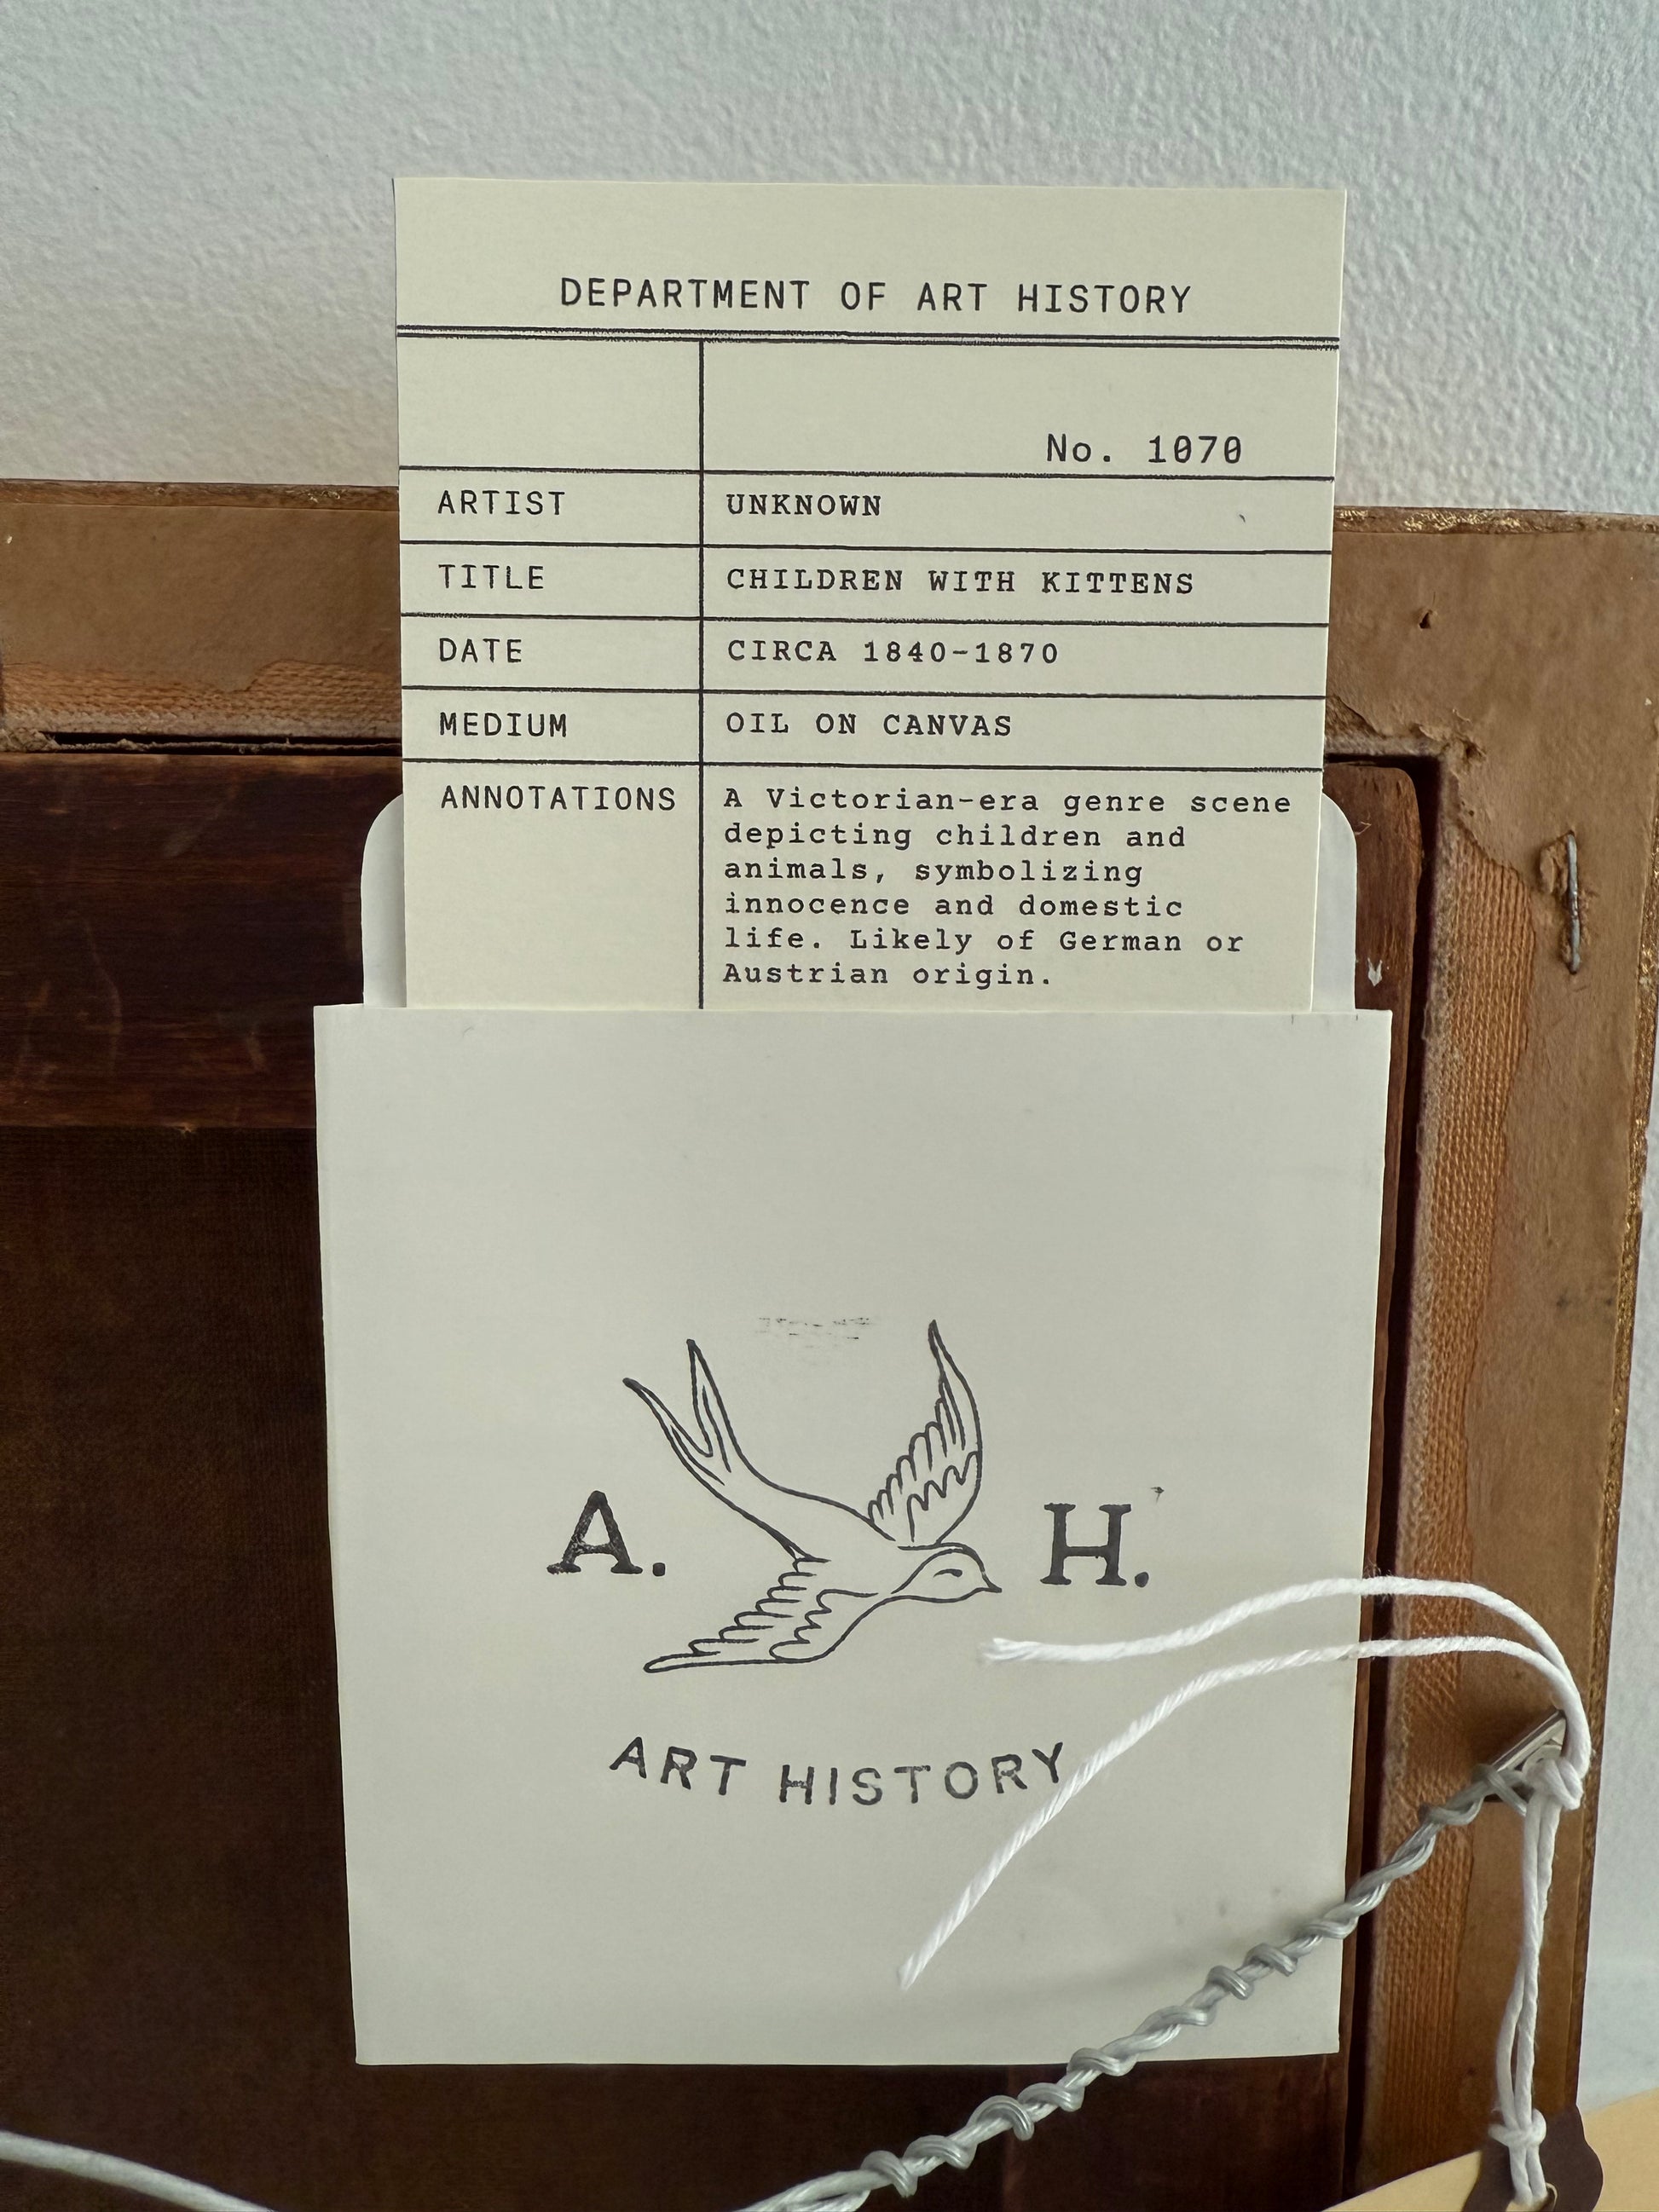 DEPARTMENT OF ART HISTORY
No. 1070
ARTIST UNKNOWN
TITLE CHILDREN WITH KITTENS
DATE CIRCA 1840-1870
MEDIUM OIL ON CANVAS
ANNOTATIONS A Victorian-era genre scene
depicting children and
animals, symbolizing
innocence and domestic
life. Likely of German or
Austrian origin.
A. H.
ART HISTORY